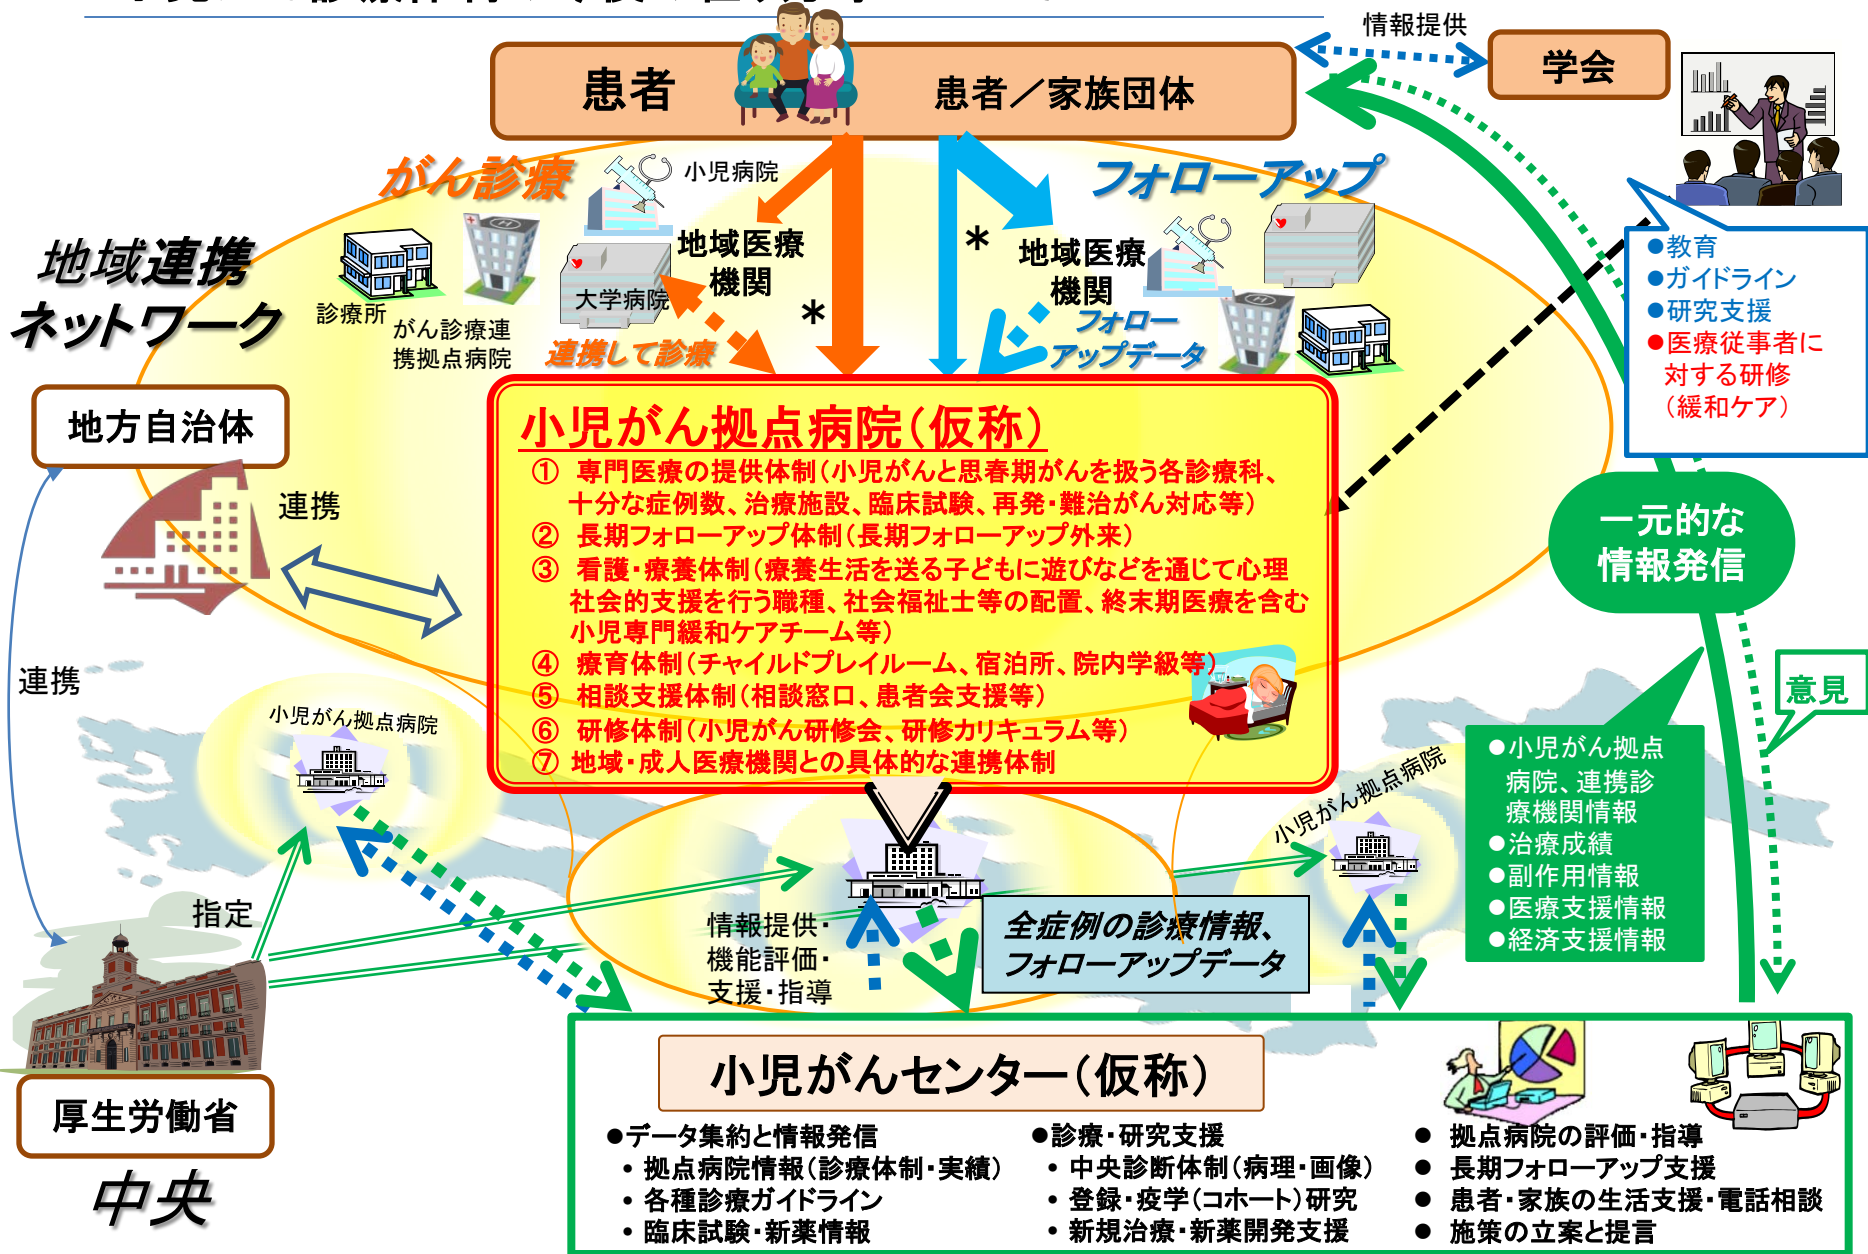 情報提供
学会
患者
患者／家族団体
がん診療
小児病院
フォローアップ
地域医療
機関
＊
＊
地域医療
機関
大学病院
診療所
がん診療連
携拠点病院
連携して診療
フォロー
アップデータ
地域連携
ネットワーク
●教育
●ガイドライン
●研究支援
●医療従事者に
対する研修
（緩和ケア）
地方自治体
連携
連携
小児がん拠点病院（仮称）
① 専門医療の提供体制（小児がんと思春期がんを扱う各診療科、
十分な症例数、治療施設、臨床試験、再発・難治がん対応等）
② 長期フォローアップ体制（長期フォローアップ外来）
③ 看護・療養体制（療養生活を送る子どもに遊びなどを通じて心理
社会的支援を行う職種、社会福祉士等の配置、終末期医療を含む
小児専門緩和ケアチーム等）
④ 療育体制（チャイルドプレイルーム、宿泊所、院内学級等）
⑤ 相談支援体制（相談窓口、患者会支援等）
⑥ 研修体制（小児がん研修会、研修カリキュラム等）
⑦ 地域・成人医療機関との具体的な連携体制
一元的な
情報発信
意見
小児がん拠点病院
小児がん拠点病院
●小児がん拠点
病院、連携診
療機関情報
●治療成績
●副作用情報
●医療支援情報
●経済支援情報
指定
情報提供・
機能評価・
支援・指導
全症例の診療情報、
フォローアップデータ
厚生労働省
中央
小児がんセンター（仮称）
●データ集約と情報発信
・拠点病院情報（診療体制・実績）
・各種診療ガイドライン
・臨床試験・新薬情報
●診療・研究支援
・中央診断体制（病理・画像）
・登録・疫学（コホート）研究
・新規治療・新薬開発支援
● 拠点病院の評価・指導
● 長期フォローアップ支援
● 患者・家族の生活支援・電話相談
● 施策の立案と提言